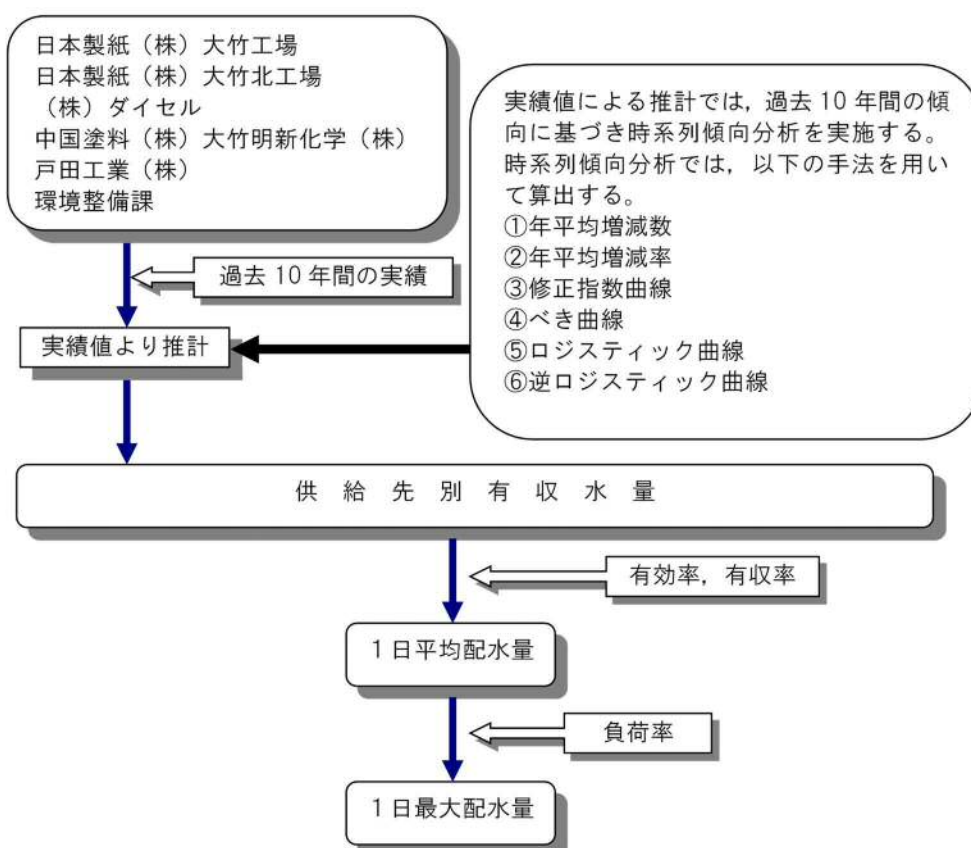 日本製紙（株）大竹工場
日本製紙（株）大竹北工場
（株）ダイセル
中国塗料（株）大竹明新化学（株）
戸田工業（株）
環境整備課
過去 10 年間の実績
実績値より推計
実績値による推計では，過去 10 年間の傾
向に基づき時系列傾向分析を実施する。
時系列傾向分析では，以下の手法を用い
て算出する。
①年平均増減数
②年平均増減率
③修正指数曲線
④べき曲線
⑤ロジスティック曲線
⑥逆ロジスティック曲線
供 給 先 別 有 収 水 量
有効率，有収率
1日平均配水量
負荷率
1日最大配水量